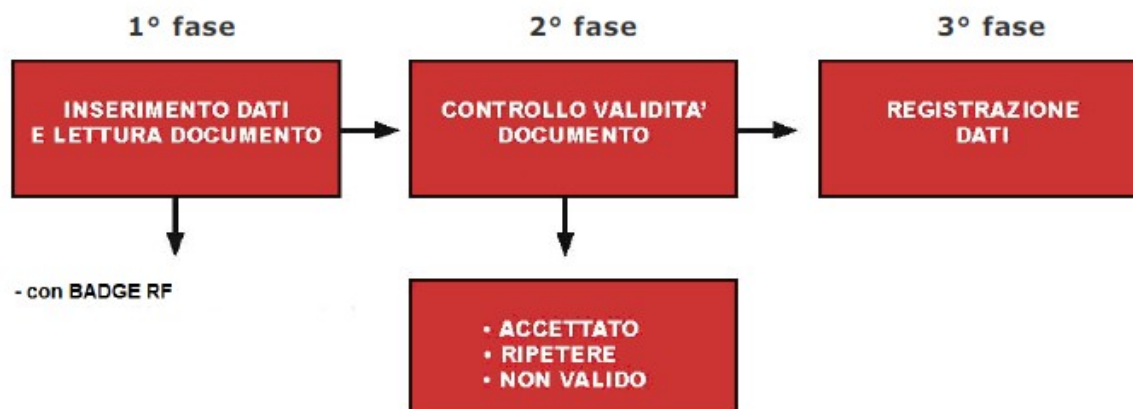 1° fase
2° fase
3° fase
INSERIMENTO DATI
E LETTURA DOCUMENTO
CONTROLLO VALIDITA'
DOCUMENTO
REGISTRAZIONE
DATI
- con BADGE RF
• ACCETTATO
• RIPETERE
• NON VALIDO